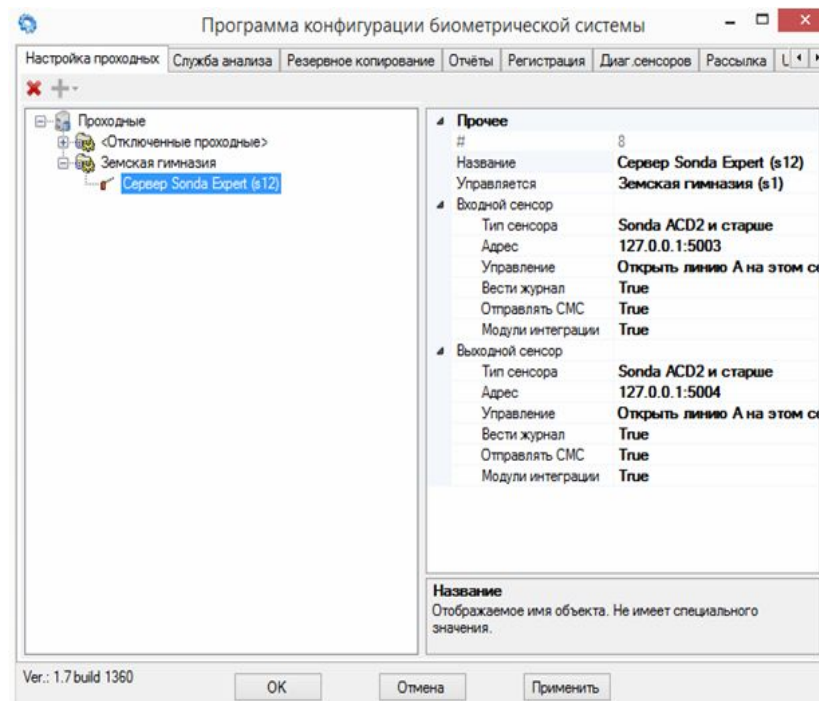 Программа конфигурации биометрической системы
Настройка проходных Служба анализа Резервное копирование Отчёты Регистрация Диаг.сенсоров Рассылка
Проходные
<Отключенные проходные>
Земская гимназия
Сервер Sonda Expert (s12)
Прочее
# 8
Название Сервер Sonda Expert (s12)
Управляется Земская гимназия (s1)
Входной сенсор
Тип сенсора Sonda ACD2 и старше
Адрес 127.0.0.1:5003
Управление Открыть линию А на этом се
Вести журнал True
Отправлять СМС True
Модули интеграции True
Выходной сенсор
Тип сенсора Sonda ACD2 и старше
Адрес 127.0.0.1:5004
Управление Открыть линию А на этом се
Вести журнал True
Отправлять СМС True
Модули интеграции True
Название
Отображаемое имя объекта. Не имеет специального
значения.
Ver.: 1.7 build 1360
OK Отмена Применить